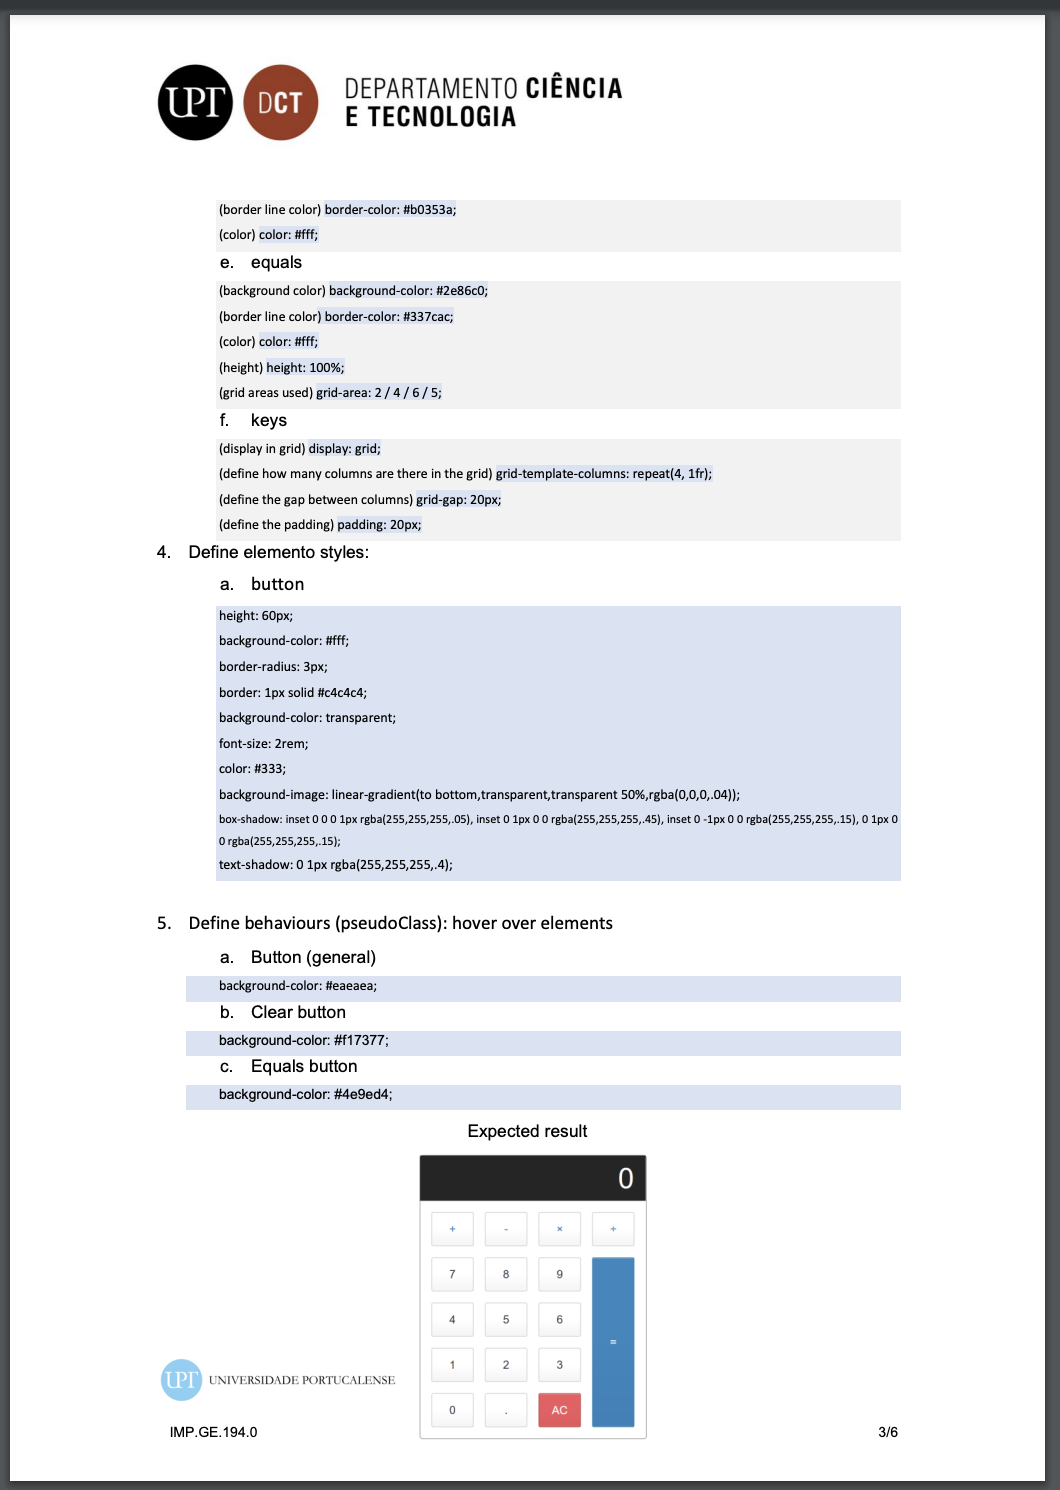 UPT DCT DEPARTAMENTO CIÊNCIA
E TECNOLOGIA
(border line color) border-color: #b0353a;
(color) color: #fff;
e. equals
(background color) background-color: #2e86c0;
(border line color) border-color: #337cac;
(color) color: #fff;
(height) height: 100%;
(grid areas used) grid-area: 2 / 4 / 6 / 5;
f. keys
(display in grid) display: grid;
(define how many columns are there in the grid) grid-template-columns: repeat(4, 1fr);
(define the gap between columns) grid-gap: 20px;
(define the padding) padding: 20px;
4. Define elemento styles:
a. button
height: 60px;
background-color: #fff;
border-radius: 3px;
border: 1px solid #c4c4c4;
background-color: transparent;
font-size: 2rem;
color: #333;
background-image: linear-gradient(to bottom,transparent,transparent 50%,rgba(0,0,0,.04));
box-shadow: inset 0 0 0 1px rgba(255,255,255,.05), inset 0 1px 0 0 rgba(255,255,255,.45), inset 0 -1px 0 0 rgba(255,255,255,.15), 0 1px 0
0 rgba(255,255,255,.15);
text-shadow: 0 1px rgba(255,255,255,.4);
5. Define behaviours (pseudoClass): hover over elements
a. Button (general)
background-color: #eaeaea;
b. Clear button
background-color: #f17377;
c. Equals button
background-color: #4e9ed4;
Expected result
0
+ - × ÷
7 8 9
4 5 6
=
1 2 3
0 . AC
UPT UNIVERSIDADE PORTUCALENSE
IMP.GE.194.0 3/6